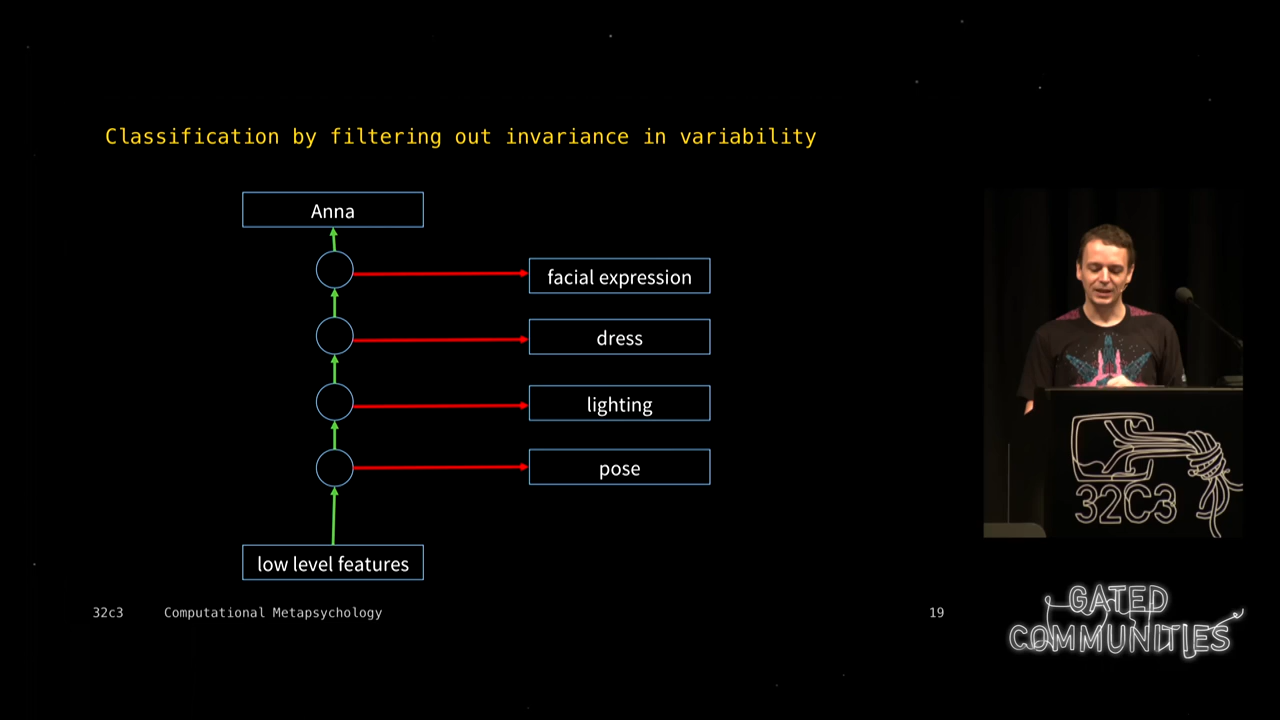 Classification by filtering out invariance in variability
Anna
facial expression
dress
lighting
pose
low level features
32c3 Computational Metapsychology 19
32C3
GATED
COMMUNITIES